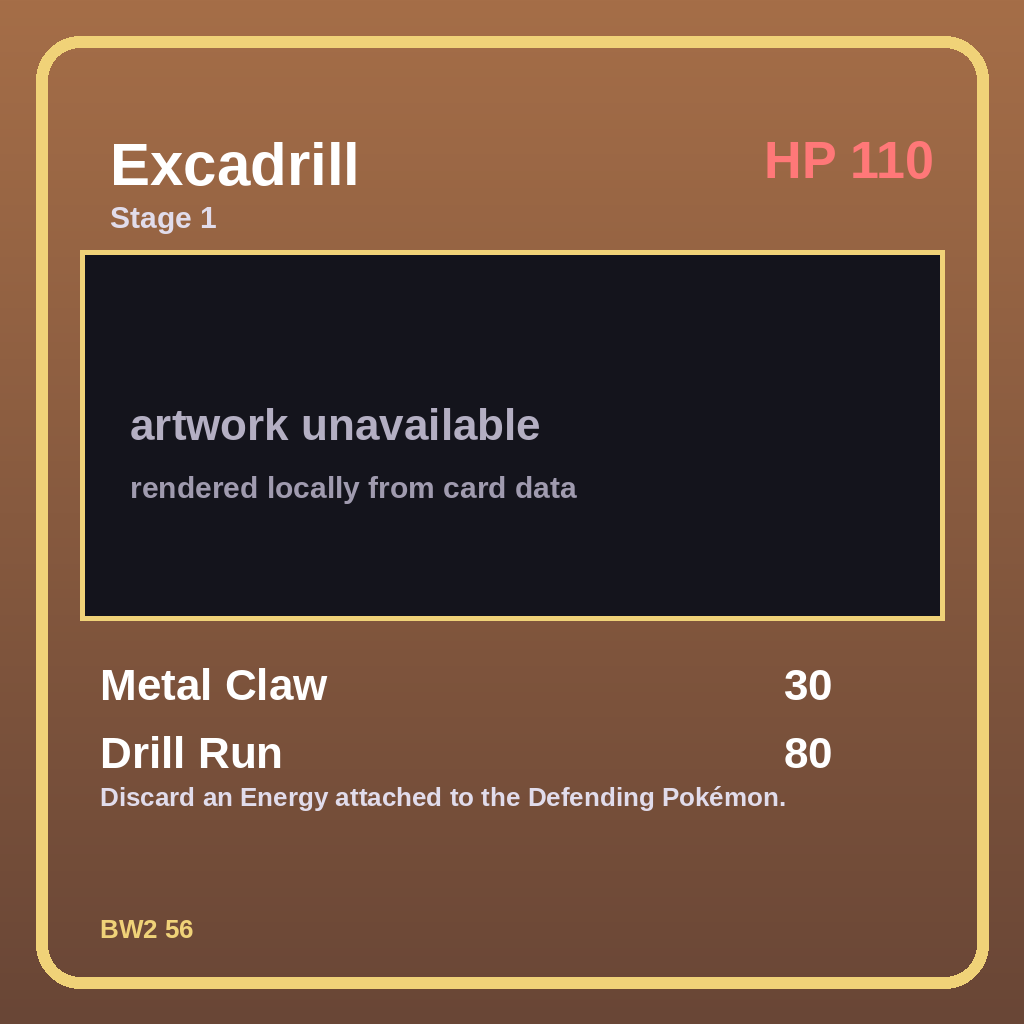 Excadrill
HP 110
Stage 1
artwork unavailable
rendered locally from card data
Metal Claw 30
Drill Run 80
Discard an Energy attached to the Defending Pokémon.
BW2 56